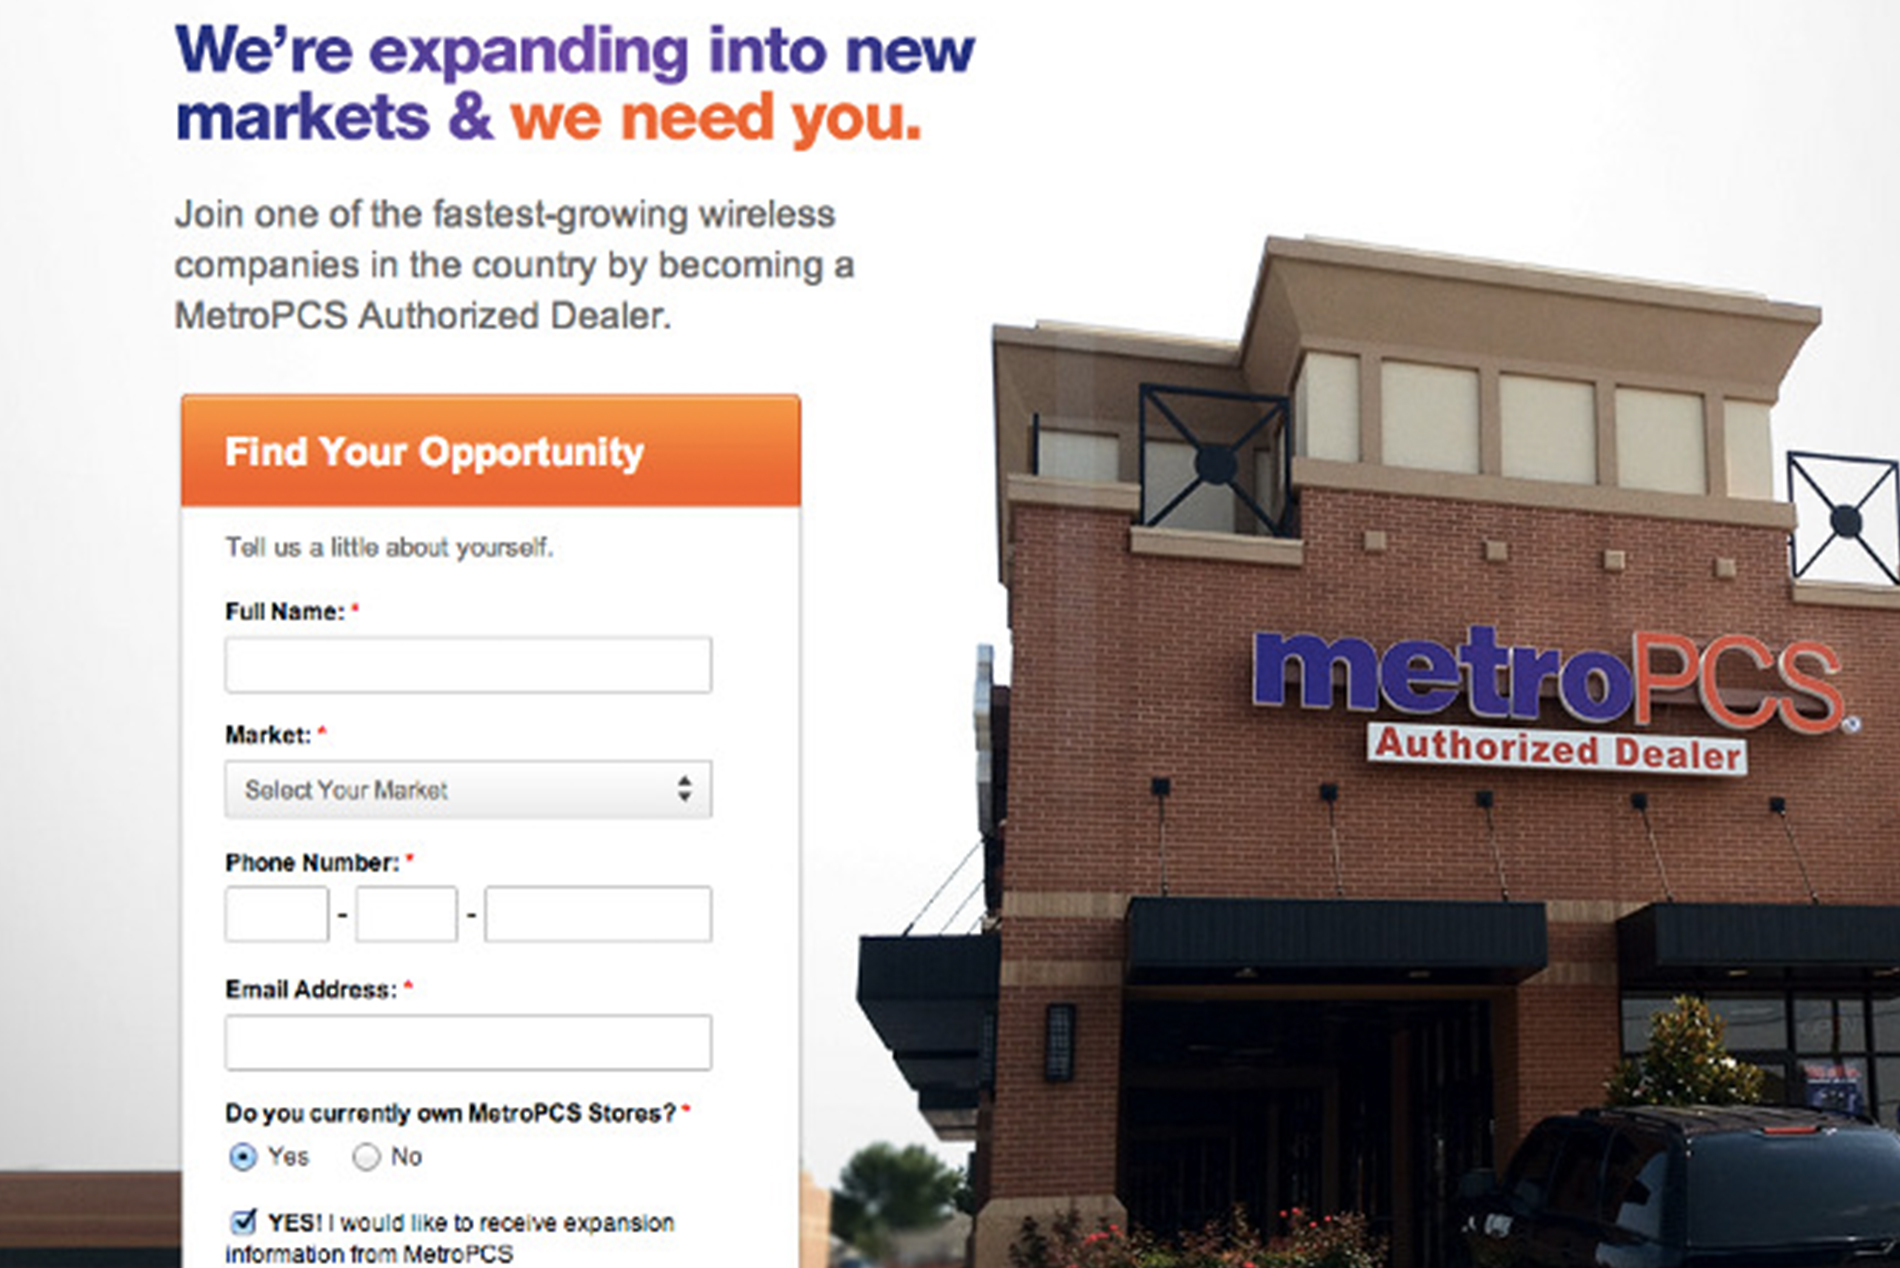 We're expanding into new
markets & we need you.
Join one of the fastest-growing wireless
companies in the country by becoming a
MetroPCS Authorized Dealer.
Find Your Opportunity
Tell us a little about yourself.
Full Name: *
Market: *
Select Your Market
Phone Number: *
- -
Email Address: *
Do you currently own MetroPCS Stores? *
Yes No
YES! I would like to receive expansion
information from MetroPCS
metroPCS®
Authorized Dealer